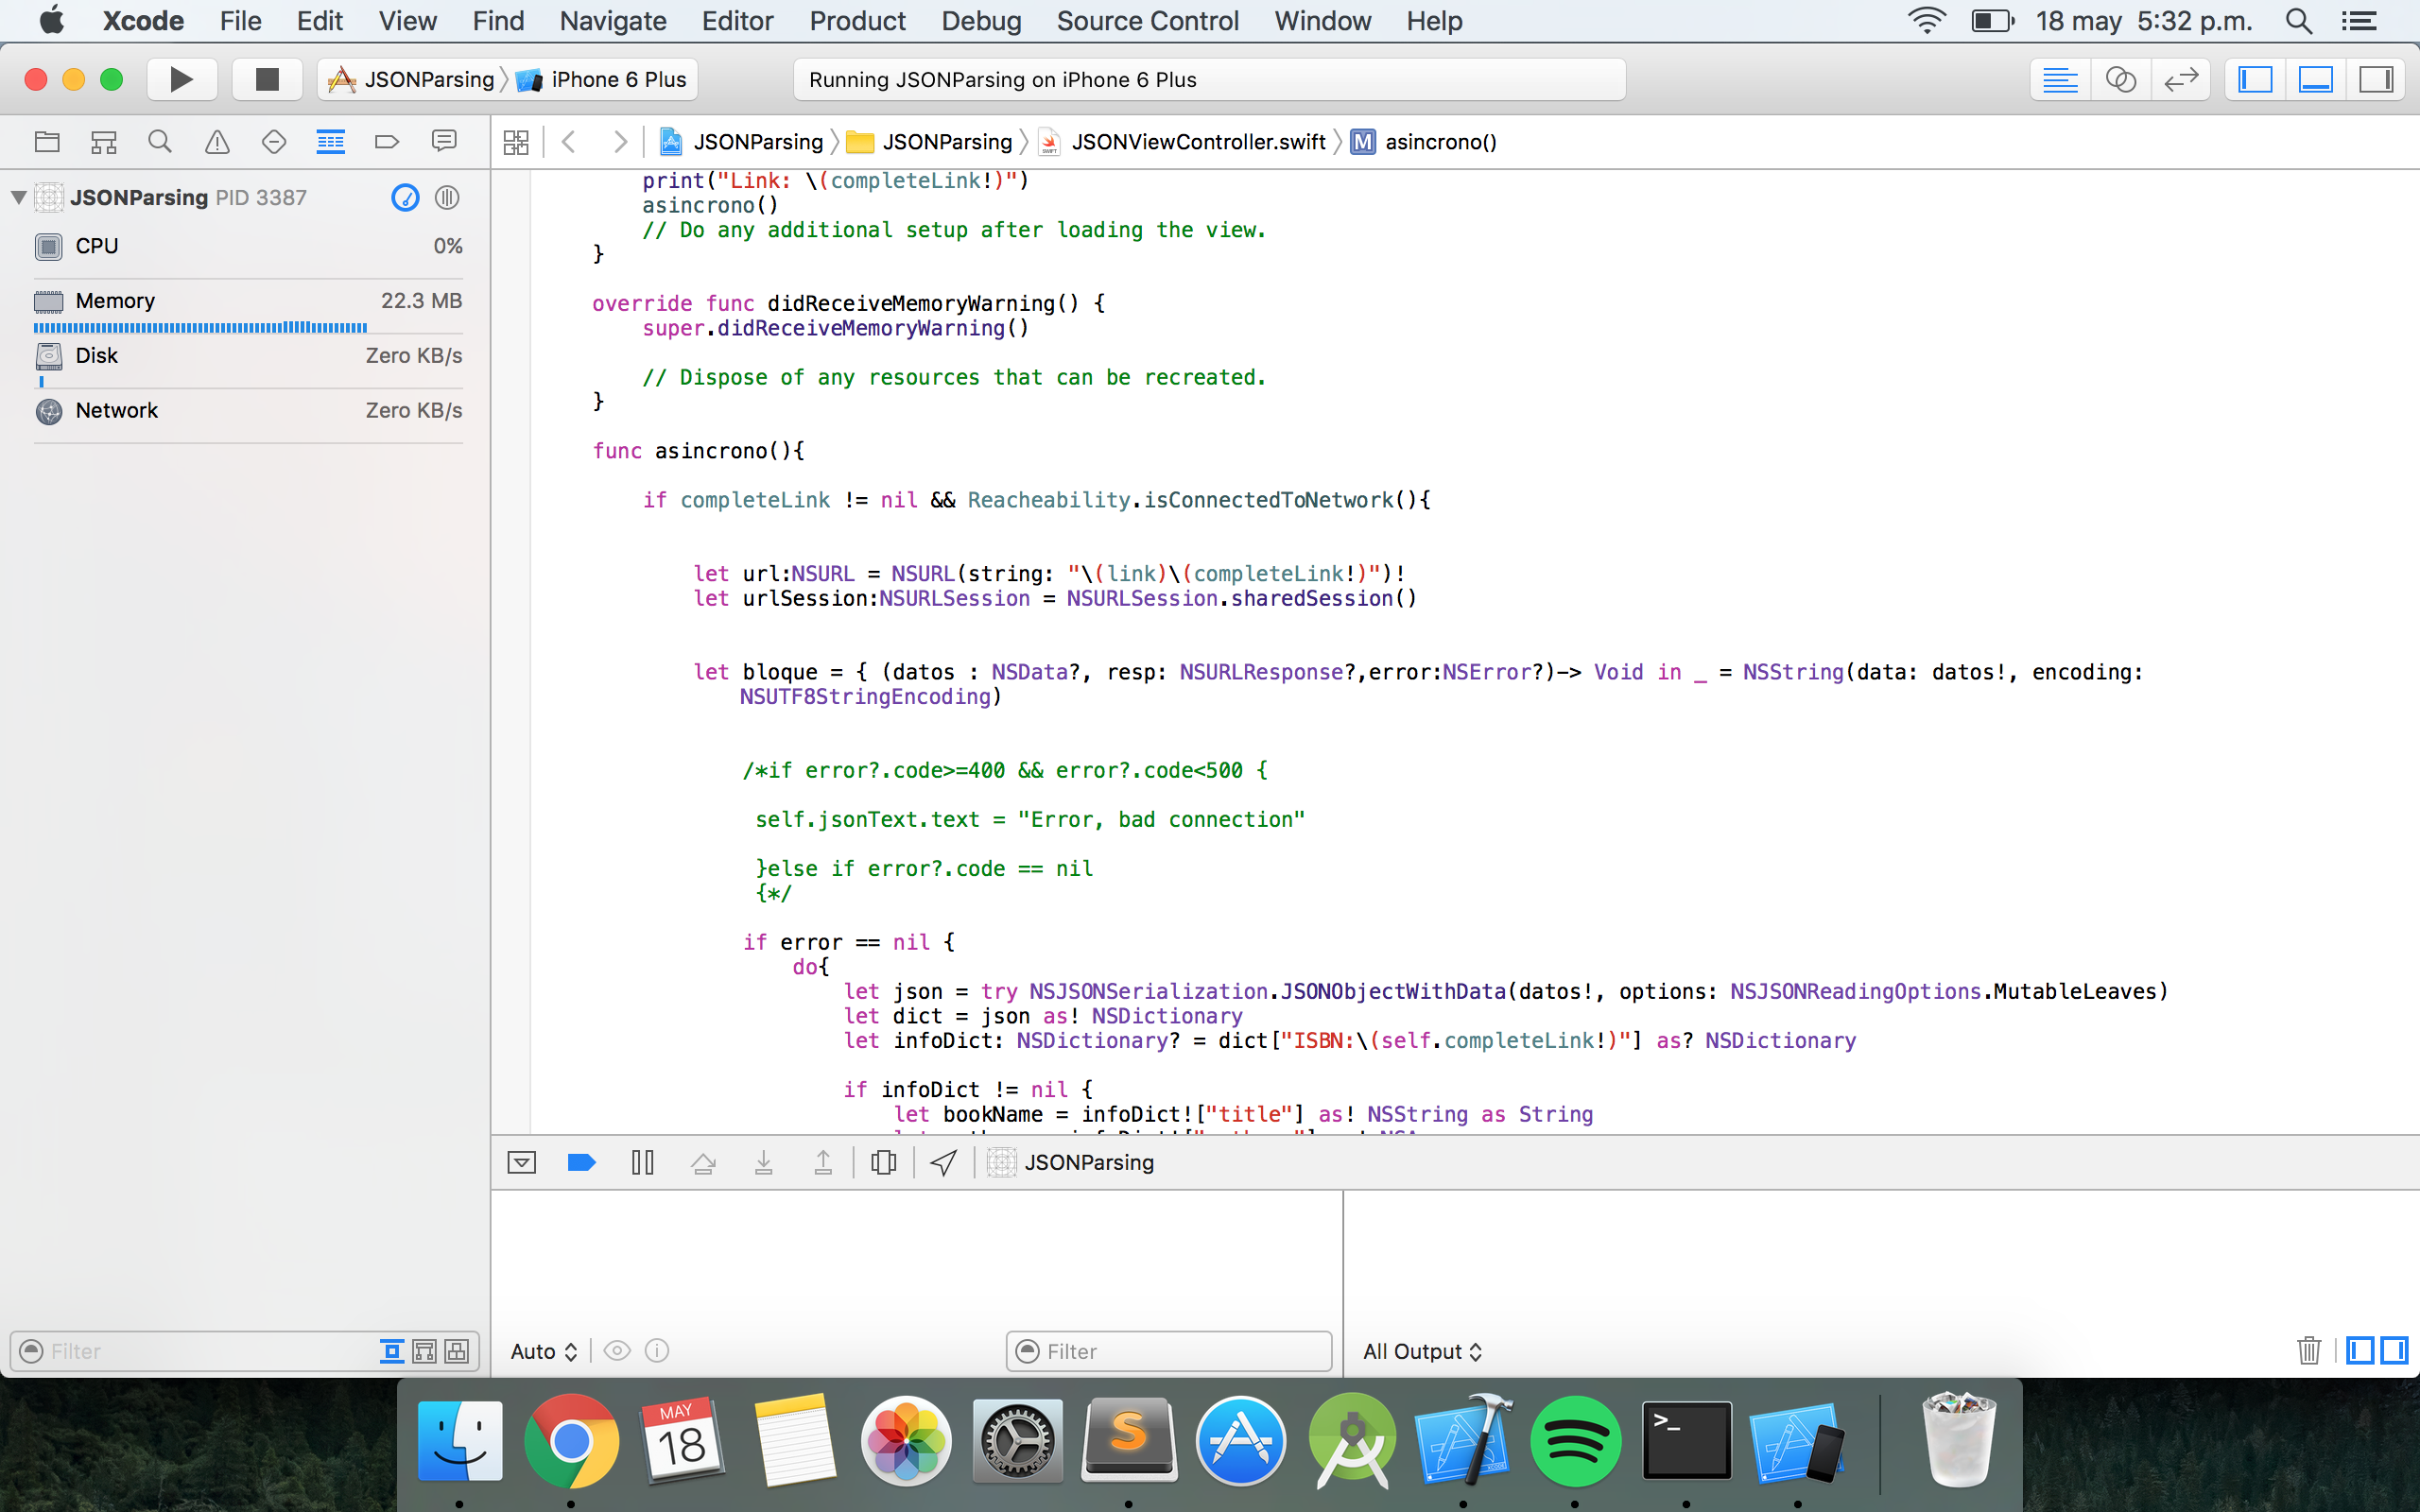 Xcode File Edit View Find Navigate Editor Product Debug Source Control Window Help 18 may 5:32 p.m.
JSONParsing iPhone 6 Plus Running JSONParsing on iPhone 6 Plus
JSONParsing JSONParsing JSONViewController.swift M asincrono()
JSONParsing PID 3387
CPU 0%
Memory 22.3 MB
Disk Zero KB/s
Network Zero KB/s
print("Link: \(completeLink!)")
asincrono()
// Do any additional setup after loading the view.
}
override func didReceiveMemoryWarning() {
super.didReceiveMemoryWarning()
// Dispose of any resources that can be recreated.
}
func asincrono(){
if completeLink != nil && Reacheability.isConnectedToNetwork(){
let url:NSURL = NSURL(string: "\(link)\(completeLink!)")!
let urlSession:NSURLSession = NSURLSession.sharedSession()
let bloque = { (datos : NSData?, resp: NSURLResponse?,error:NSError?)-> Void in _ = NSString(data: datos!, encoding:
NSUTF8StringEncoding)
/*if error?.code>=400 && error?.code<500 {
self.jsonText.text = "Error, bad connection"
}else if error?.code == nil
{*/
if error == nil {
do{
let json = try NSJSONSerialization.JSONObjectWithData(datos!, options: NSJSONReadingOptions.MutableLeaves)
let dict = json as! NSDictionary
let infoDict: NSDictionary? = dict["ISBN:\(self.completeLink!)"] as? NSDictionary
if infoDict != nil {
let bookName = infoDict!["title"] as! NSString as String
JSONParsing
Filter
Auto Filter
All Output
MAY
18
S
>_